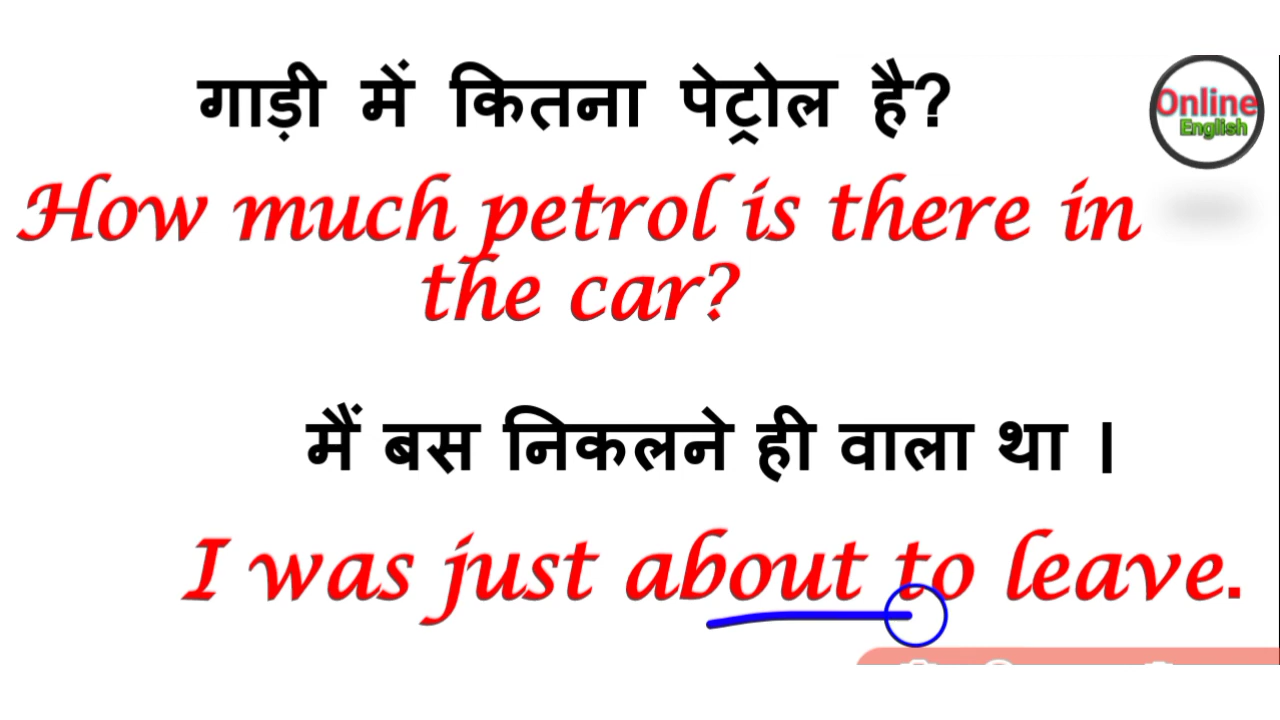 गाड़ी में कितना पेट्रोल है?
Online
English
How much petrol is there in
the car?
मैं बस निकलने ही वाला था ।
I was just about to leave.